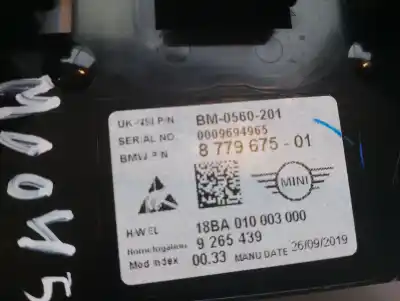 M0045
UK-NSI P/N BM-0560-201
SERIAL NO. 0009694965
BMW P/N 8 779 675 - 01
MINI
HW EL 18BA 010 003 000
9 265 439
Mod Index 00.33 MANU DATE 26/09/2019